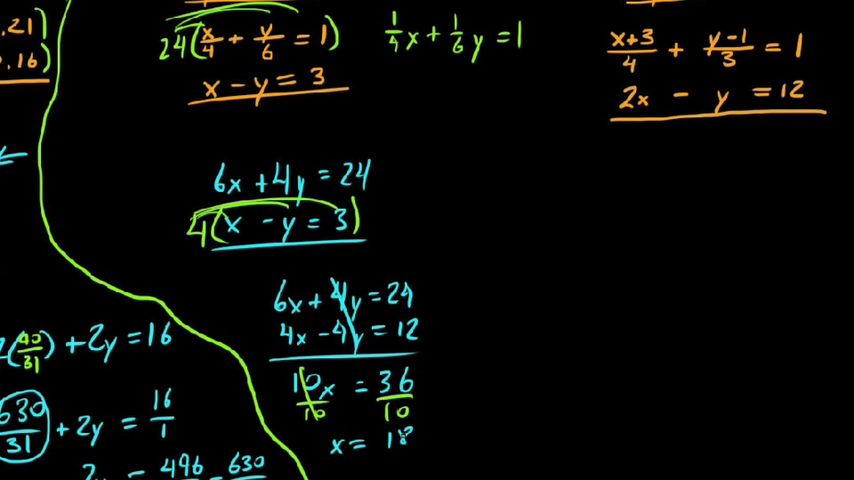 .21)
.16)
24(x/4 + y/6 = 1)
1/4x + 1/6y = 1
x - y = 3
x+3/4 + y-1/3 = 1
2x - y = 12
6x + 4y = 24
4(x - y = 3)
6x + 4y = 24
4x - 4y = 12
10x/10 = 36/10
x = 18
(40/31) + 2y = 16
630/31 + 2y = 16/1
2y = 496 630